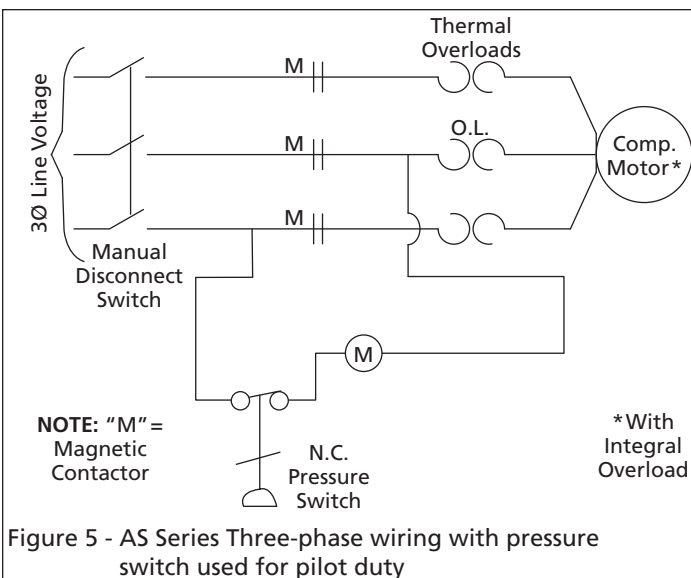 Thermal
Overloads
3Ø Line Voltage
M
M
O.L.
Comp.
Motor*
M
Manual
Disconnect
Switch
M
NOTE: "M"=
Magnetic
Contactor
N.C.
Pressure
Switch
*With
Integral
Overload
Figure 5 - AS Series Three-phase wiring with pressure
switch used for pilot duty